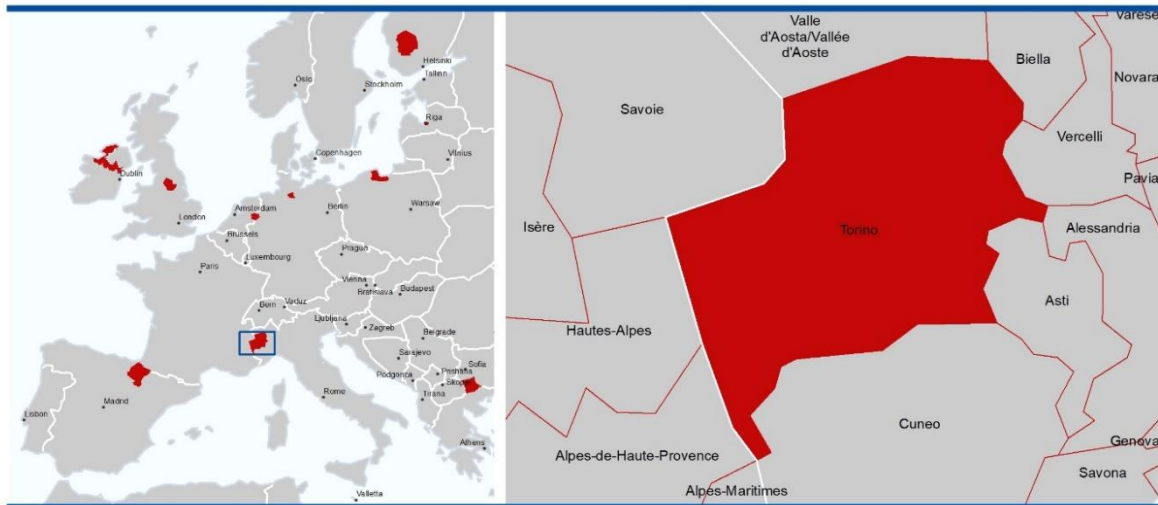 Helsinki
Tallinn
Oslo
Stockholm
Riga
Copenhagen
Vilnius
Dublin
Amsterdam
Berlin
Warsaw
London
Brussels
Prague
Luxembourg
Paris
Vienna
Bratislava
Budapest
Bern
Vaduz
Ljubljana
Zagreb
Belgrade
Sarajevo
Sofia
Prishtina
Podgorica
Skopje
Tirana
Rome
Madrid
Lisbon
Athens
Valletta
Valle
d'Aosta/Vallée
d'Aoste
Varese
Biella
Novara
Savoie
Vercelli
Pavia
Isère
Torino
Alessandria
Asti
Hautes-Alpes
Cuneo
Alpes-de-Haute-Provence
Genova
Savona
Alpes-Maritimes